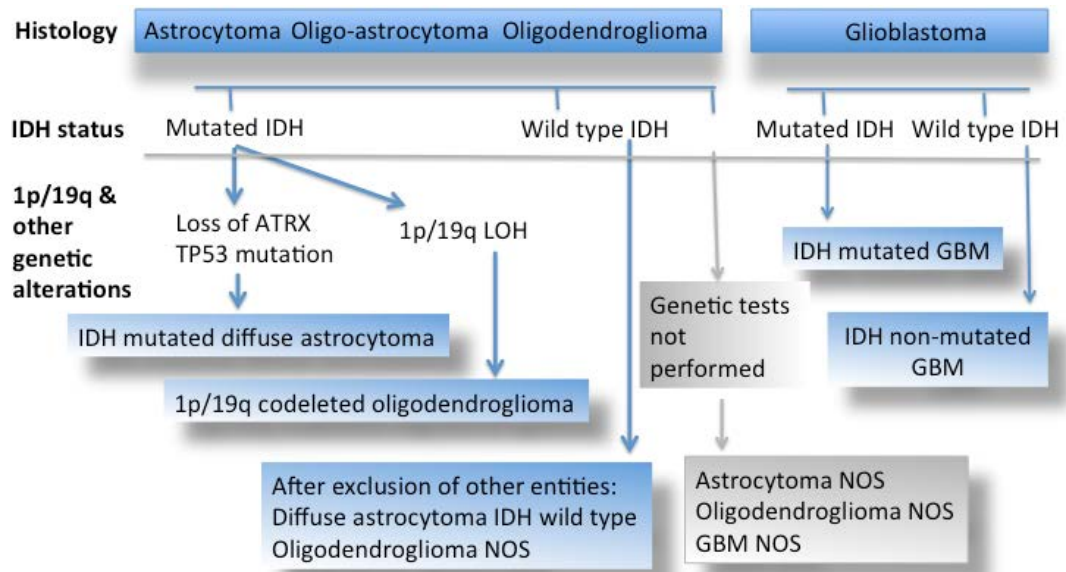 Histology
Astrocytoma Oligo-astrocytoma Oligodendroglioma
Glioblastoma
IDH status
Mutated IDH
Wild type IDH
Mutated IDH
Wild type IDH
1p/19q &
other
genetic
alterations
Loss of ATRX
TP53 mutation
1p/19q LOH
IDH mutated GBM
Genetic tests
not
performed
IDH mutated diffuse astrocytoma
IDH non-mutated
GBM
1p/19q codeleted oligodendroglioma
After exclusion of other entities:
Diffuse astrocytoma IDH wild type
Oligodendroglioma NOS
Astrocytoma NOS
Oligodendroglioma NOS
GBM NOS